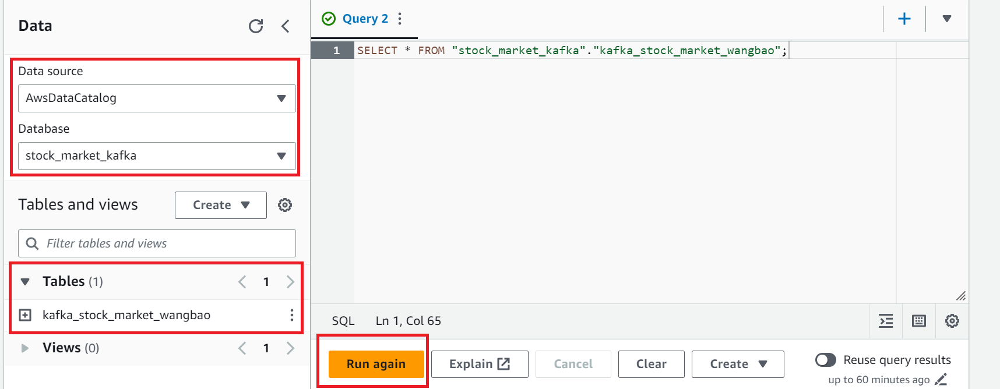 Data
Data source
AwsDataCatalog
Database
stock_market_kafka
Tables and views
Create
Filter tables and views
Tables (1)
1
kafka_stock_market_wangbao
Views (0)
1
Query 2
1
SELECT * FROM "stock_market_kafka"."kafka_stock_market_wangbao";
SQL
Ln 1, Col 65
Run again
Explain
Cancel
Clear
Create
Reuse query results
up to 60 minutes ago